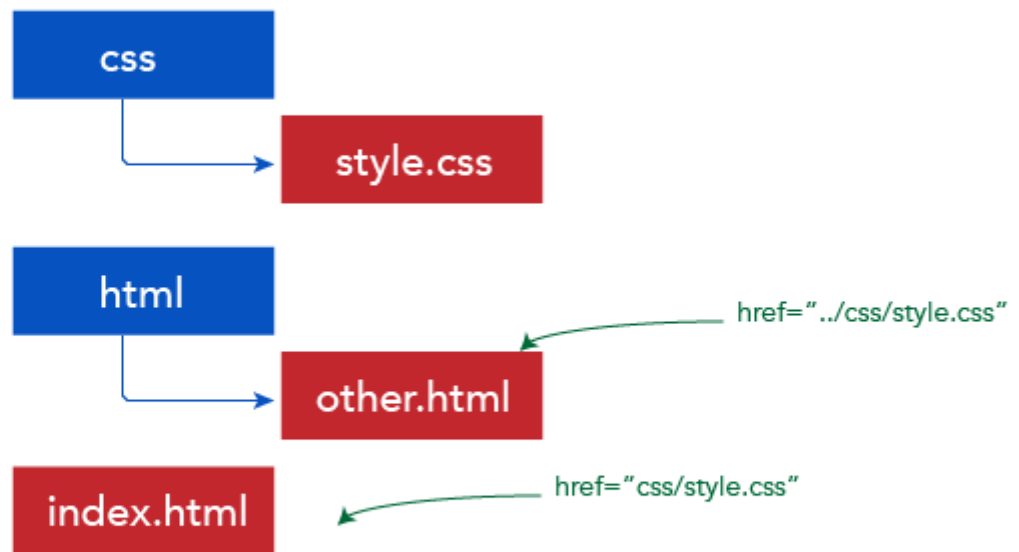 css
style.css
html
href="../css/style.css"
other.html
href="css/style.css"
index.html